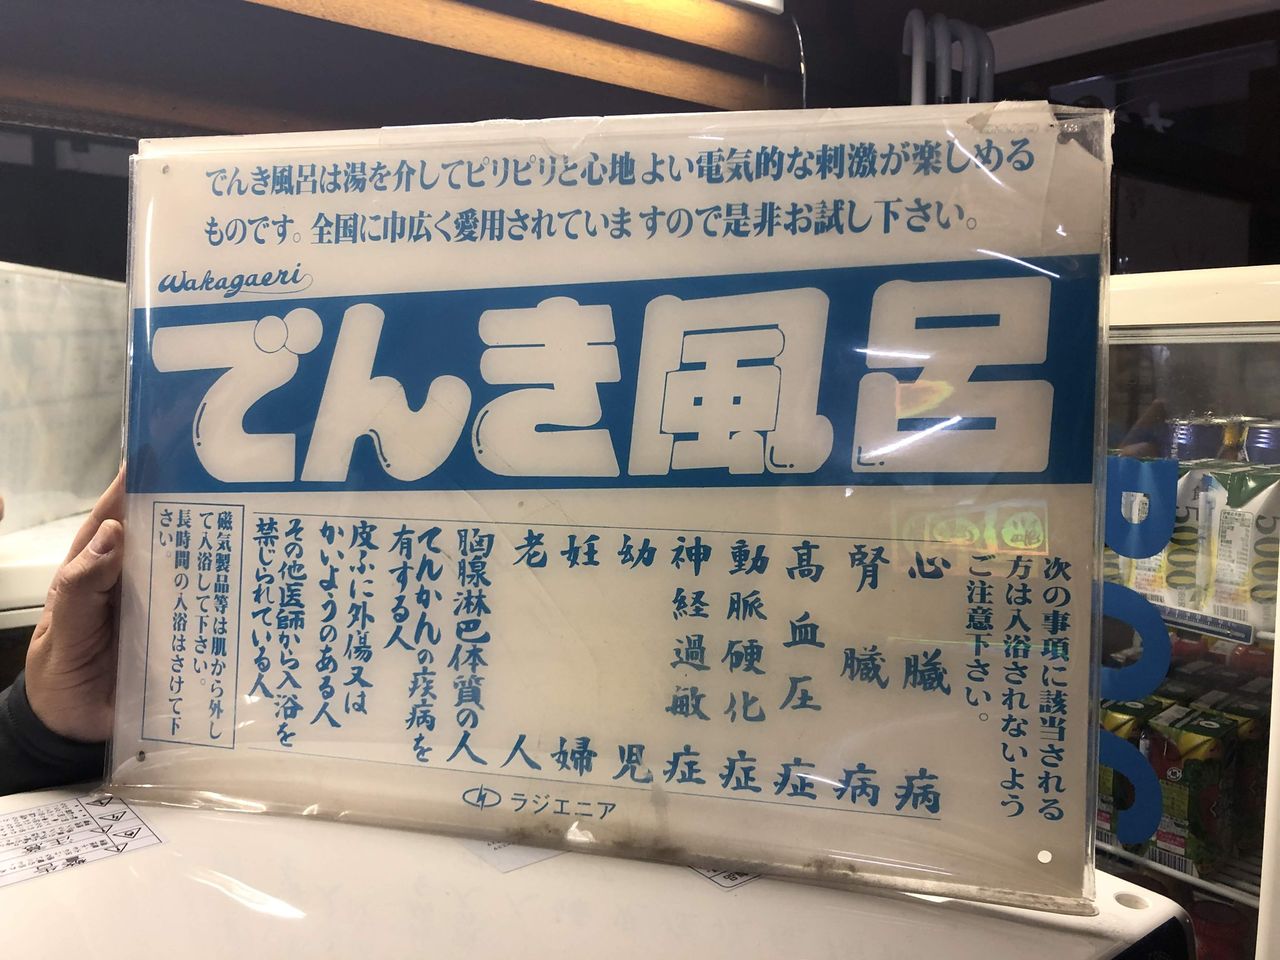 でんき風呂は湯を介してピリピリと心地よい電気的な刺激が楽しめる
ものです。全国に巾広く愛用されていますので是非お試し下さい。
Wakagaeri
でんき風呂
次の事項に該当される
方は入浴されないよう
ご注意下さい。
心臓病
腎臓病
高血圧症
動脈硬化症
神経過敏症
幼児
妊婦
老人
胸腺淋巴体質の人
てんかんの疾病を
有する人
皮ふに外傷又は
かいようのある人
その他医師から入浴を
禁じられている人
磁気製品等は肌から外し
て入浴して下さい。
長時間の入浴はさけて下
さい。
ラジエニア
5000
5000
警告
注意